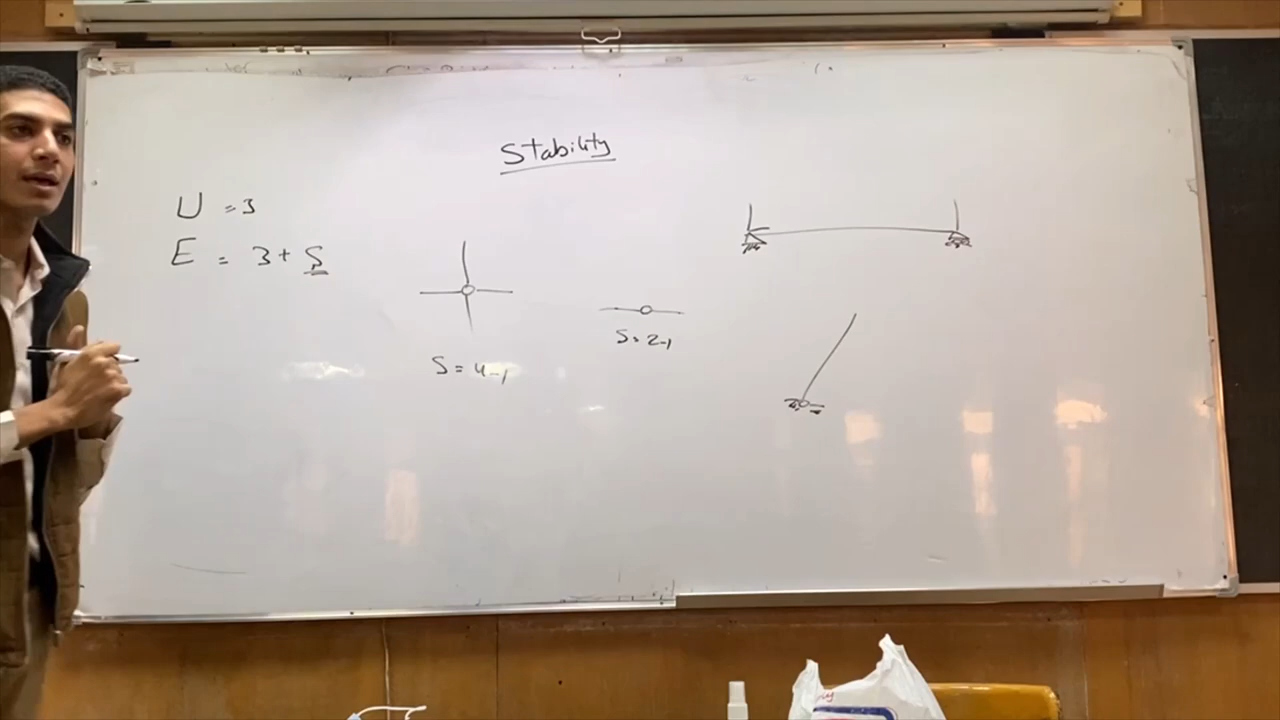 Stability
U = 3
E = 3 + S
S = 4-1
S = 2-1